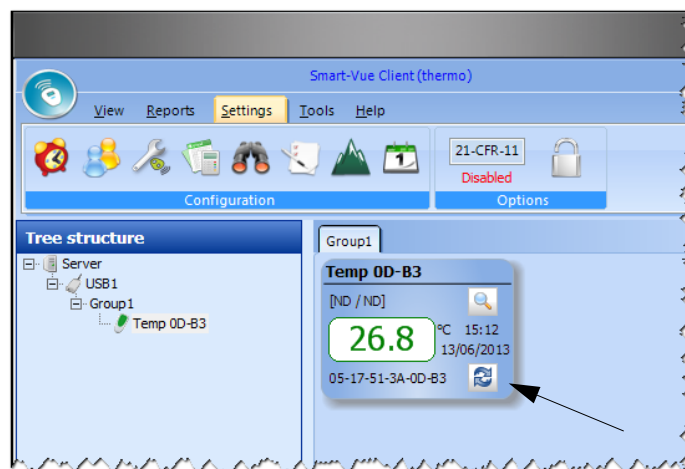 Smart-Vue Client (thermo)
View Reports Settings Tools Help
21-CFR-11
Disabled
1
Configuration
Options
Tree structure
Server
USB1
Group1
Temp 0D-B3
Group1
Temp 0D-B3
[ND / ND]
26.8
°C 15:12
13/06/2013
05-17-51-3A-0D-B3